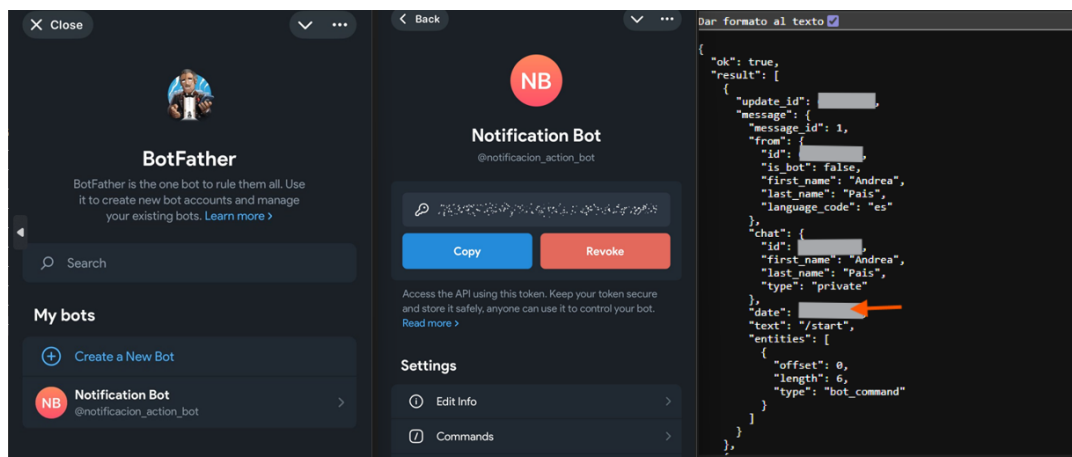 Close
BotFather
BotFather is the one bot to rule them all. Use
it to create new bot accounts and manage
your existing bots. Learn more >
Search
My bots
Create a New Bot
NB
Notification Bot
@notificacion_action_bot
Back
NB
Notification Bot
@notificacion_action_bot
Copy
Revoke
Access the API using this token. Keep your token secure
and store it safely, anyone can use it to control your bot.
Read more >
Settings
Edit Info
Commands
Dar formato al texto
{
"ok": true,
"result": [
{
"update_id": ,
"message": {
"message_id": 1,
"from": {
"id": ,
"is_bot": false,
"first_name": "Andrea",
"last_name": "Pais",
"language_code": "es"
},
"chat": {
"id": ,
"first_name": "Andrea",
"last_name": "Pais",
"type": "private"
},
"date":
"text": "/start",
"entities": [
{
"offset": 0,
"length": 6,
"type": "bot_command"
}
]
}
},